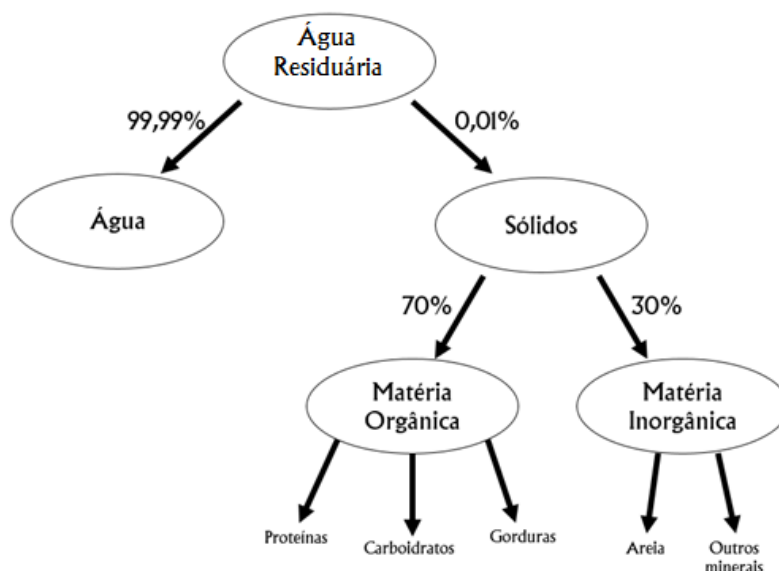 Água
Residuária
99,99%
0,01%
Água
Sólidos
70%
30%
Matéria
Orgânica
Matéria
Inorgânica
Proteínas
Carboidratos
Gorduras
Areia
Outros
minerais